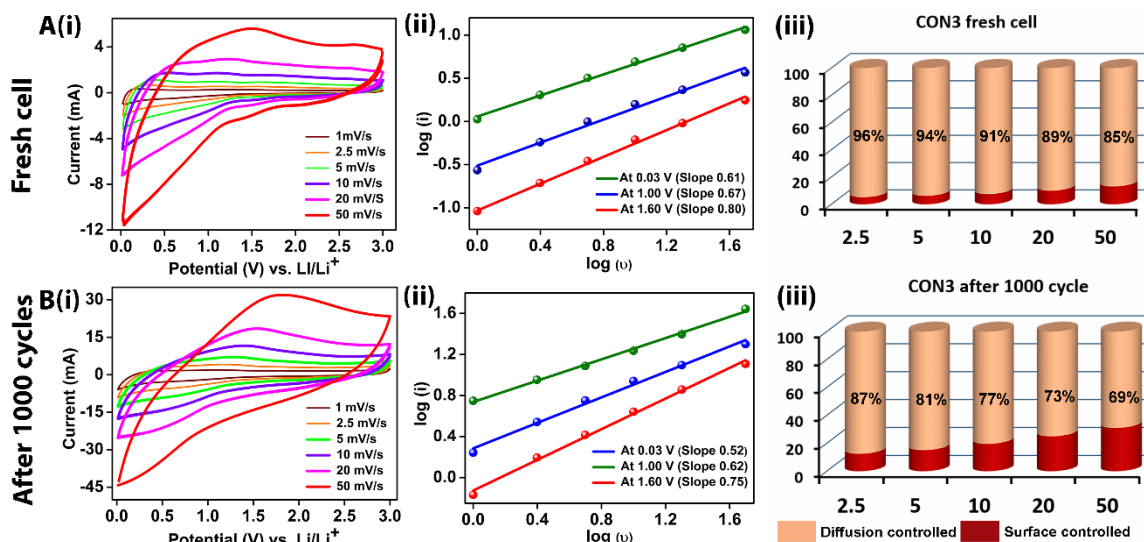 Fresh cell
A(i)
Current (mA)
4
0
-4
-8
-12
1mV/s
2.5 mV/s
5 mV/s
10 mV/s
20 mV/S
50 mV/s
0.0 0.5 1.0 1.5 2.0 2.5 3.0
Potential (V) vs. LI/Li+
(ii)
log (i)
1.0
0.5
0.0
-0.5
-1.0
At 0.03 V (Slope 0.61)
At 1.00 V (Slope 0.67)
At 1.60 V (Slope 0.80)
0.0 0.4 0.8 1.2 1.6
log (υ)
(iii)
CON3 fresh cell
100
80
60
40
20
0
96% 94% 91% 89% 85%
2.5 5 10 20 50
After 1000 cycles
B(i)
Current (mA)
30
15
0
-15
-30
-45
1 mV/s
2.5 mV/s
5 mV/s
10 mV/s
20 mV/s
50 mV/s
0.0 0.5 1.0 1.5 2.0 2.5 3.0
Potential (V) vs. Li/Li+
(ii)
log (i)
1.6
1.2
0.8
0.4
0.0
At 0.03 V (Slope 0.52)
At 1.00 V (Slope 0.62)
At 1.60 V (Slope 0.75)
0.0 0.4 0.8 1.2 1.6
log (υ)
(iii)
CON3 after 1000 cycle
100
80
60
40
20
0
87% 81% 77% 73% 69%
2.5 5 10 20 50
Diffusion controlled Surface controlled